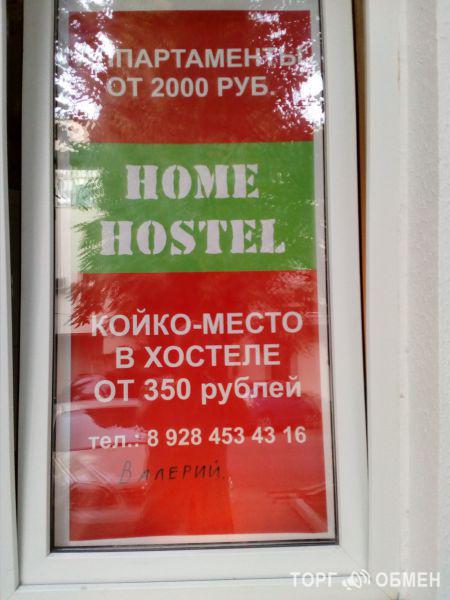 АПАРТАМЕНТЫ
ОТ 2000 РУБ.
HOME
HOSTEL
КОЙКО-МЕСТО
В ХОСТЕЛЕ
ОТ 350 рублей
тел.: 8 928 453 43 16
ВАЛЕРИЙ.
ТОРГ ОБМЕН